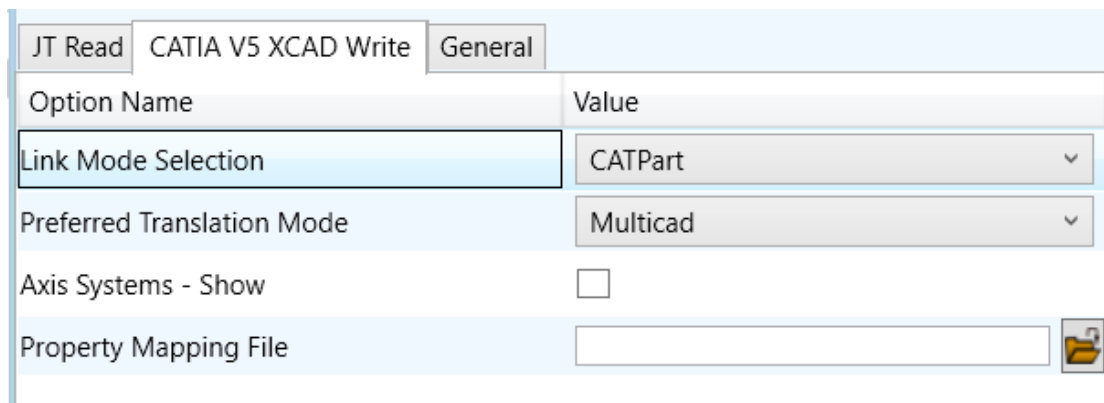 JT Read CATIA V5 XCAD Write General
Option Name Value
Link Mode Selection CATPart
Preferred Translation Mode Multicad
Axis Systems - Show
Property Mapping File